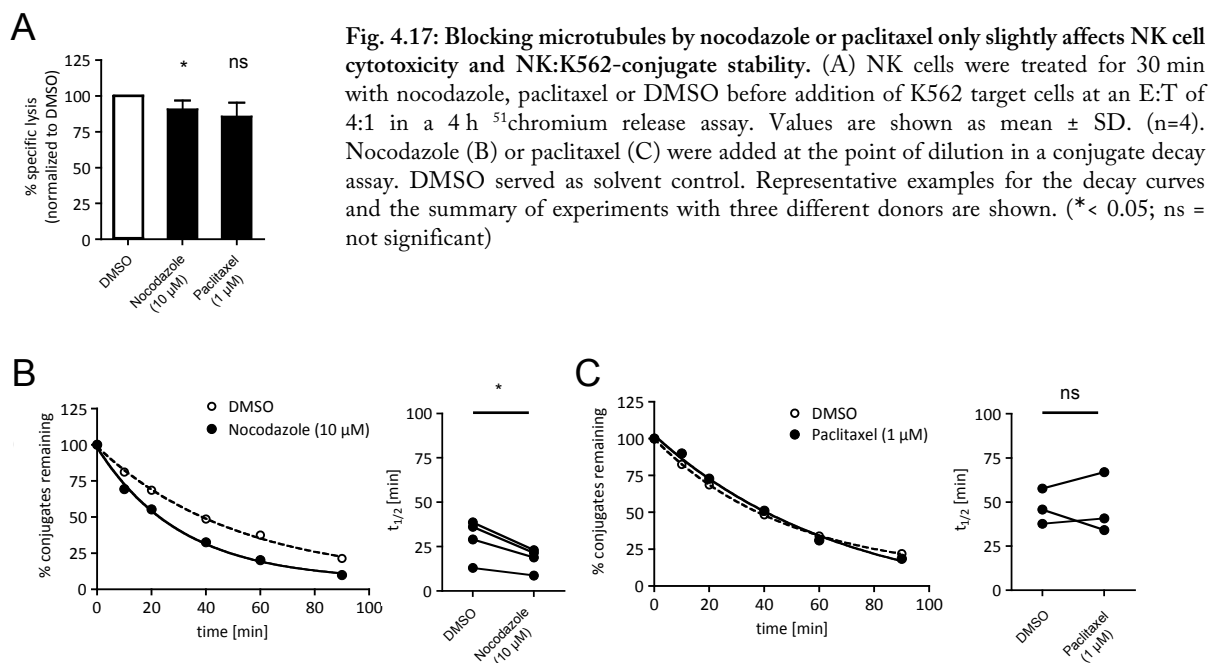 A
125
100
75
50
25
0
% specific lysis
(normalized to DMSO)
*
ns
DMSO
Nocodazole
(10 µM)
Paclitaxel
(1 µM)
Fig. 4.17: Blocking microtubules by nocodazole or paclitaxel only slightly affects NK cell
cytotoxicity and NK:K562-conjugate stability. (A) NK cells were treated for 30 min
with nocodazole, paclitaxel or DMSO before addition of K562 target cells at an E:T of
4:1 in a 4 h ⁵¹chromium release assay. Values are shown as mean ± SD. (n=4).
Nocodazole (B) or paclitaxel (C) were added at the point of dilution in a conjugate decay
assay. DMSO served as solvent control. Representative examples for the decay curves
and the summary of experiments with three different donors are shown. (*< 0.05; ns =
not significant)
B
DMSO
Nocodazole (10 µM)
125
100
75
50
25
0
% conjugates remaining
0 20 40 60 80 100
time [min]
*
100
75
50
25
0
t1/2 [min]
DMSO
Nocodazole
(10 µM)
C
DMSO
Paclitaxel (1 µM)
125
100
75
50
25
0
% conjugates remaining
0 20 40 60 80 100
time [min]
ns
100
75
50
25
0
t1/2 [min]
DMSO
Paclitaxel
(1 µM)